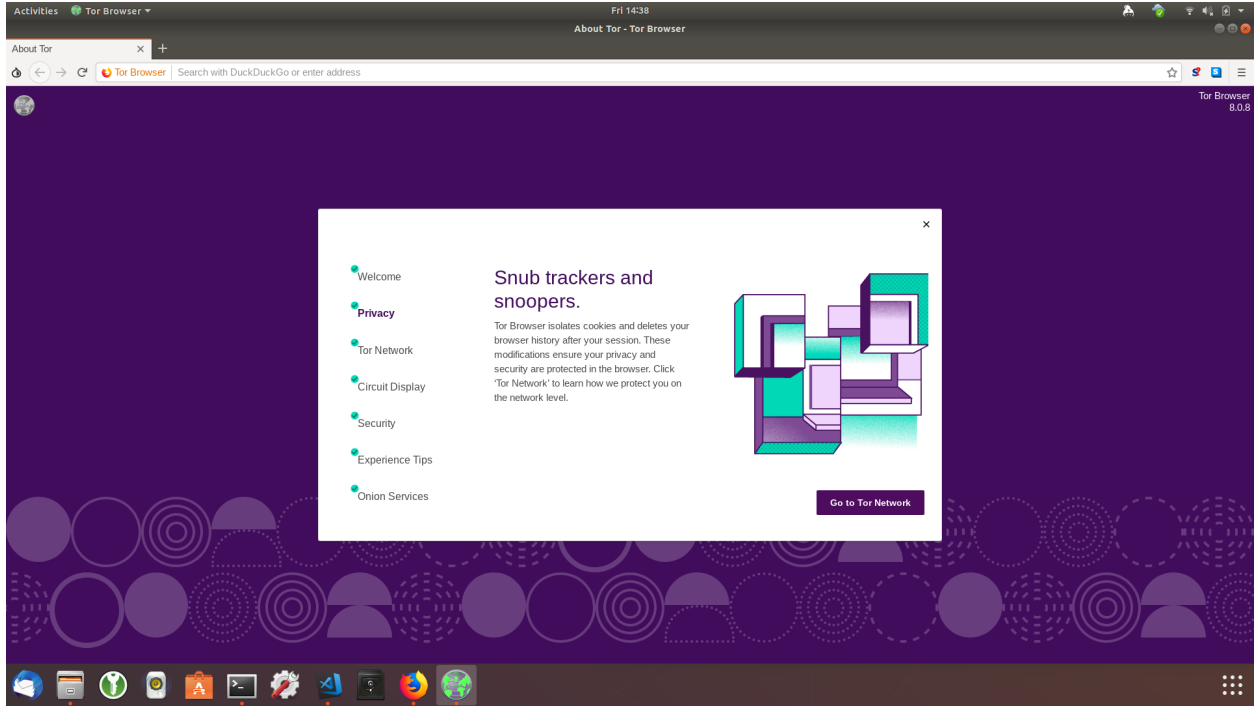 Activities Tor Browser Fri 14:38
About Tor - Tor Browser
About Tor
Tor Browser Search with DuckDuckGo or enter address
Tor Browser
8.0.8
Welcome
Privacy
Tor Network
Circuit Display
Security
Experience Tips
Onion Services
Snub trackers and
snoopers.
Tor Browser isolates cookies and deletes your
browser history after your session. These
modifications ensure your privacy and
security are protected in the browser. Click
‘Tor Network’ to learn how we protect you on
the network level.
Go to Tor Network